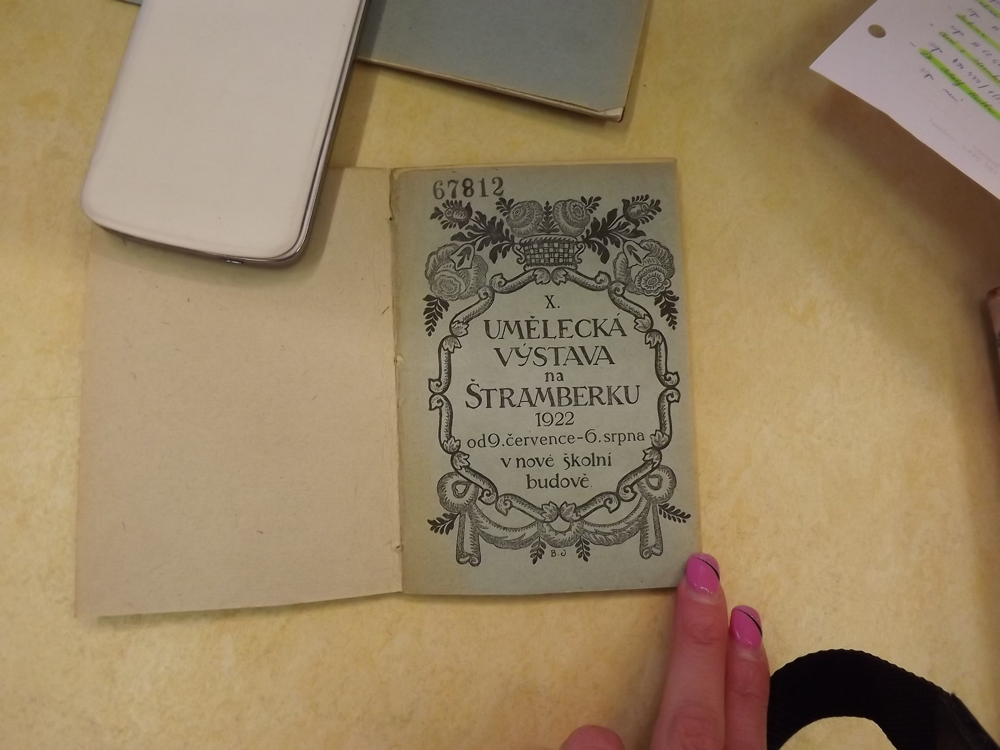 67812
X.
UMĚLECKÁ
VÝSTAVA
na
ŠTRAMBERKU
1922
od 9. července-6. srpna
v nové školní
budově.
B.J